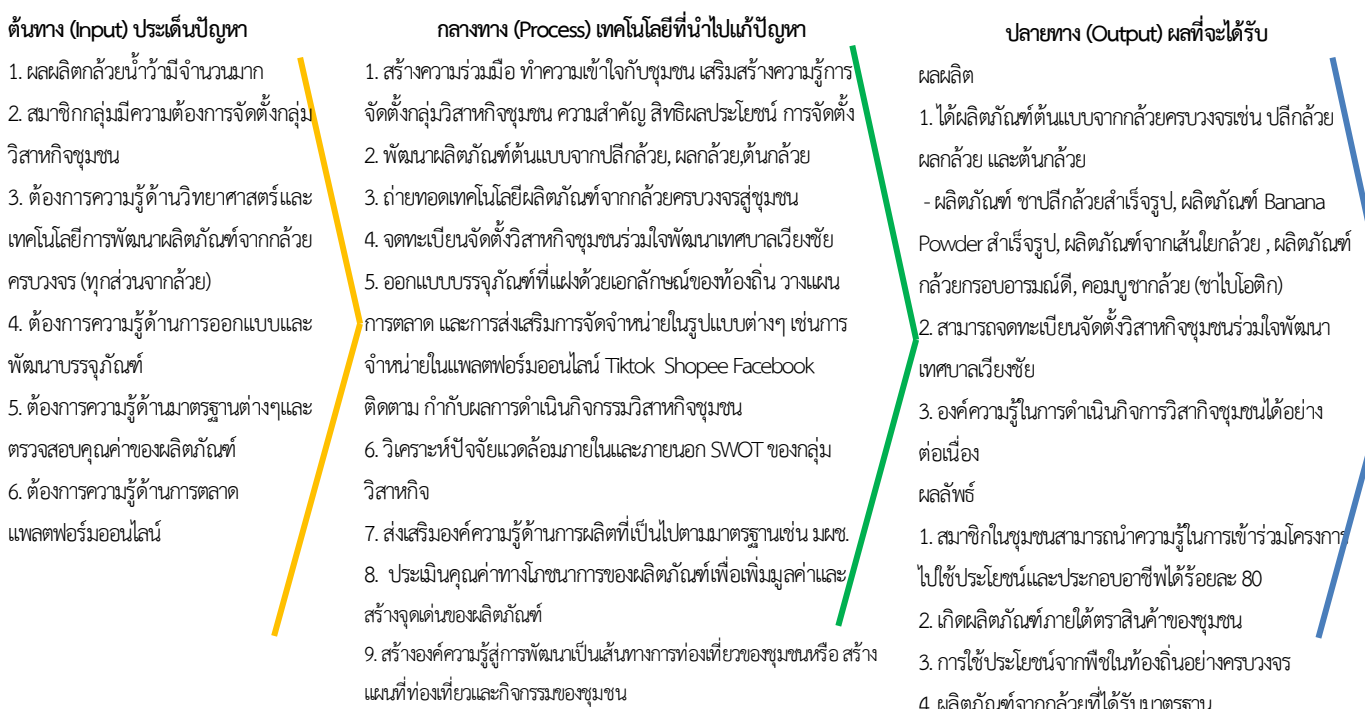 ต้นทาง (Input) ประเด็นปัญหา
1. ผลผลิตกล้วยน้ำว้ามีจำนวนมาก
2. สมาชิกกลุ่มมีความต้องการจัดตั้งกลุ่ม
วิสาหกิจชุมชน
3. ต้องการความรู้ด้านวิทยาศาสตร์และ
เทคโนโลยีการพัฒนาผลิตภัณฑ์จากกล้วย
ครบวงจร (ทุกส่วนจากกล้วย)
4. ต้องการความรู้ด้านการออกแบบและ
พัฒนาบรรจุภัณฑ์
5. ต้องการความรู้ด้านมาตรฐานต่างๆและ
ตรวจสอบคุณค่าของผลิตภัณฑ์
6. ต้องการความรู้ด้านการตลาด
แพลตฟอร์มออนไลน์
กลางทาง (Process) เทคโนโลยีที่นำไปแก้ปัญหา
1. สร้างความร่วมมือ ทำความเข้าใจกับชุมชน เสริมสร้างความรู้การ
จัดตั้งกลุ่มวิสาหกิจชุมชน ความสำคัญ สิทธิผลประโยชน์ การจัดตั้ง
2. พัฒนาผลิตภัณฑ์ต้นแบบจากปลีกล้วย, ผลกล้วย,ต้นกล้วย
3. ถ่ายทอดเทคโนโลยีผลิตภัณฑ์จากกล้วยครบวงจรสู่ชุมชน
4. จดทะเบียนจัดตั้งวิสาหกิจชุมชนร่วมใจพัฒนาเทศบาลเวียงชัย
5. ออกแบบบรรจุภัณฑ์ที่แฝงด้วยเอกลักษณ์ของท้องถิ่น วางแผน
การตลาด และการส่งเสริมการจัดจำหน่ายในรูปแบบต่างๆ เช่นการ
จำหน่ายในแพลตฟอร์มออนไลน์ Tiktok Shopee Facebook
ติดตาม กำกับผลการดำเนินกิจกรรมวิสาหกิจชุมชน
6. วิเคราะห์ปัจจัยแวดล้อมภายในและภายนอก SWOT ของกลุ่ม
วิสาหกิจ
7. ส่งเสริมองค์ความรู้ด้านการผลิตที่เป็นไปตามมาตรฐานเช่น มผช.
8. ประเมินคุณค่าทางโภชนาการของผลิตภัณฑ์เพื่อเพิ่มมูลค่าและ
สร้างจุดเด่นของผลิตภัณฑ์
9. สร้างองค์ความรู้สู่การพัฒนาเป็นเส้นทางการท่องเที่ยวของชุมชนหรือ สร้าง
แผนที่ท่องเที่ยวและกิจกรรมของชุมชน
ปลายทาง (Output) ผลที่จะได้รับ
ผลผลิต
1. ได้ผลิตภัณฑ์ต้นแบบจากกล้วยครบวงจรเช่น ปลีกล้วย
ผลกล้วย และต้นกล้วย
- ผลิตภัณฑ์ ชาปลีกล้วยสำเร็จรูป, ผลิตภัณฑ์ Banana
Powder สำเร็จรูป, ผลิตภัณฑ์จากเส้นใยกล้วย , ผลิตภัณฑ์
กล้วยกรอบอารมณ์ดี, คอมบูชากล้วย (ชาไบโอติก)
2. สามารถจดทะเบียนจัดตั้งวิสาหกิจชุมชนร่วมใจพัฒนา
เทศบาลเวียงชัย
3. องค์ความรู้ในการดำเนินกิจการวิสากิจชุมชนได้อย่าง
ต่อเนื่อง
ผลลัพธ์
1. สมาชิกในชุมชนสามารถนำความรู้ในการเข้าร่วมโครงการ
ไปใช้ประโยชน์และประกอบอาชีพได้ร้อยละ 80
2. เกิดผลิตภัณฑ์ภายใต้ตราสินค้าของชุมชน
3. การใช้ประโยชน์จากพืชในท้องถิ่นอย่างครบวงจร
4. ผลิตภัณฑ์จากกล้วยที่ได้รับมาตรฐาน